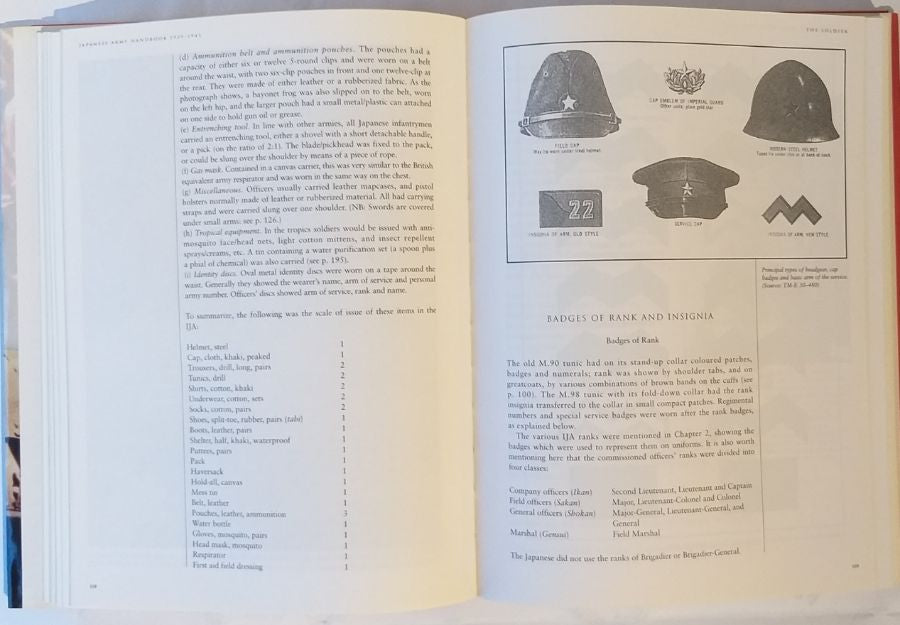 JAPANESE ARMY HANDBOOK 1939-1945
(d) Ammunition belt and ammunition pouches. The pouches had a
capacity of either six or twelve 5-round clips and were worn on a belt
around the waist, with two six-clip pouches in front and one twelve-clip at
the rear. They were made of either leather or a rubberized fabric. As the
photograph shows, a bayonet frog was also slipped on to the belt, worn
on the left hip, and the larger pouch had a small metal/plastic can attached
on one side to hold gun oil or grease.
(e) Entrenching tool. In line with other armies, all Japanese infantrymen
carried an entrenching tool, either a shovel with a short detachable handle,
or a pick (on the ratio of 2:1). The blade/pickhead was fixed to the pack,
or could be slung over the shoulder by means of a piece of rope.
(f) Gas mask. Contained in a canvas carrier, this was very similar to the British
equivalent army respirator and was worn in the same way on the chest.
(g) Miscellaneous. Officers usually carried leather mapcases, and pistol
holsters normally made of leather or rubberized material. All had carrying
straps and were carried slung over one shoulder. (NB: Swords are covered
under small arms: see p. 126.)
(h) Tropical equipment. In the tropics soldiers would be issued with anti-
mosquito face/head nets, light cotton mittens, and insect repellent
sprays/creams, etc. A tin containing a water purification set (a spoon plus
a phial of chemical) was also carried (see p. 195).
(i) Identity discs. Oval metal identity discs were worn on a tape around the
waist. Generally they showed the wearer's name, arm of service and personal
army number. Officers' discs showed arm of service, rank and name.
To summarize, the following was the scale of issue of these items in the
IJA:
Helmet, steel 1
Cap, cloth, khaki, peaked 1
Trousers, drill, long, pairs 2
Tunics, drill 2
Shirts, cotton, khaki 2
Underwear, cotton, sets 2
Socks, cotton, pairs 2
Shoes, split-toe, rubber, pairs (tabi) 1
Boots, leather, pairs 1
Shelter, half, khaki, waterproof 1
Puttees, pairs 1
Pack 1
Haversack 1
Hold-all, canvas 1
Mess tin 1
Belt, leather 1
Pouches, leather, ammunition 3
Water bottle 1
Gloves, mosquito, pairs 1
Head mask, mosquito 1
Respirator 1
First aid field dressing 1
THE SOLDIER
CAP EMBLEM OF IMPERIAL GUARD
Other units: plain gold star
FIELD CAP
May be worn under steel helmet
MODERN STEEL HELMET
22
SERVICE CAP
INSIGNIA OF ARM, OLD STYLE
INSIGNIA OF ARM, NEW STYLE
Principal types of headgear, cap
badges and basic arm of the service.
(Source: TM-E 30-480)
BADGES OF RANK AND INSIGNIA
Badges of Rank
The old M.90 tunic had on its stand-up collar coloured patches,
badges and numerals; rank was shown by shoulder tabs, and on
greatcoats, by various combinations of brown bands on the cuffs (see
p. 100). The M.98 tunic with its fold-down collar had the rank
insignia transferred to the collar in small compact patches. Regimental
numbers and special service badges were worn after the rank badges,
as explained below.
The various IJA ranks were mentioned in Chapter 2, showing the
badges which were used to represent them on uniforms. It is also worth
mentioning here that the commissioned officers' ranks were divided into
four classes:
Company officers (Ikan) Second Lieutenant, Lieutenant and Captain
Field officers (Sakan) Major, Lieutenant-Colonel and Colonel
General officers (Shokan) Major-General, Lieutenant-General, and
General
Marshal (Gensui) Field Marshal
The Japanese did not use the ranks of Brigadier or Brigadier-General.